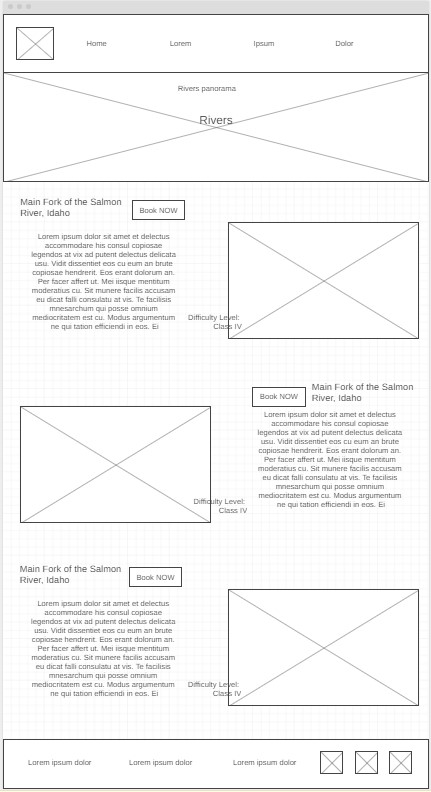 Home
Lorem
Ipsum
Dolor
Rivers panorama
Rivers
Main Fork of the Salmon
River, Idaho
Book NOW
Lorem ipsum dolor sit amet et delectus
accommodare his consul copiosae
legendos at vix ad putent delectus delicata
usu. Vidit dissentiet eos cu eum an brute
copiosae hendrerit. Eos erant dolorum an.
Per facer affert ut. Mei iisque mentitum
moderatius cu. Sit munere facilis accusam
eu dicat falli consulatu at vis. Te facilisis
mnesarchum qui posse omnium
mediocritatem est cu. Modus argumentum
ne qui tation efficiendi in eos. Ei
Difficulty Level:
Class IV
Book NOW
Main Fork of the Salmon
River, Idaho
Lorem ipsum dolor sit amet et delectus
accommodare his consul copiosae
legendos at vix ad putent delectus delicata
usu. Vidit dissentiet eos cu eum an brute
copiosae hendrerit. Eos erant dolorum an.
Per facer affert ut. Mei iisque mentitum
moderatius cu. Sit munere facilis accusam
eu dicat falli consulatu at vis. Te facilisis
mnesarchum qui posse omnium
mediocritatem est cu. Modus argumentum
ne qui tation efficiendi in eos. Ei
Difficulty Level:
Class IV
Main Fork of the Salmon
River, Idaho
Book NOW
Lorem ipsum dolor sit amet et delectus
accommodare his consul copiosae
legendos at vix ad putent delectus delicata
usu. Vidit dissentiet eos cu eum an brute
copiosae hendrerit. Eos erant dolorum an.
Per facer affert ut. Mei iisque mentitum
moderatius cu. Sit munere facilis accusam
eu dicat falli consulatu at vis. Te facilisis
mnesarchum qui posse omnium
mediocritatem est cu. Modus argumentum
ne qui tation efficiendi in eos. Ei
Difficulty Level:
Class IV
Lorem ipsum dolor
Lorem ipsum dolor
Lorem ipsum dolor